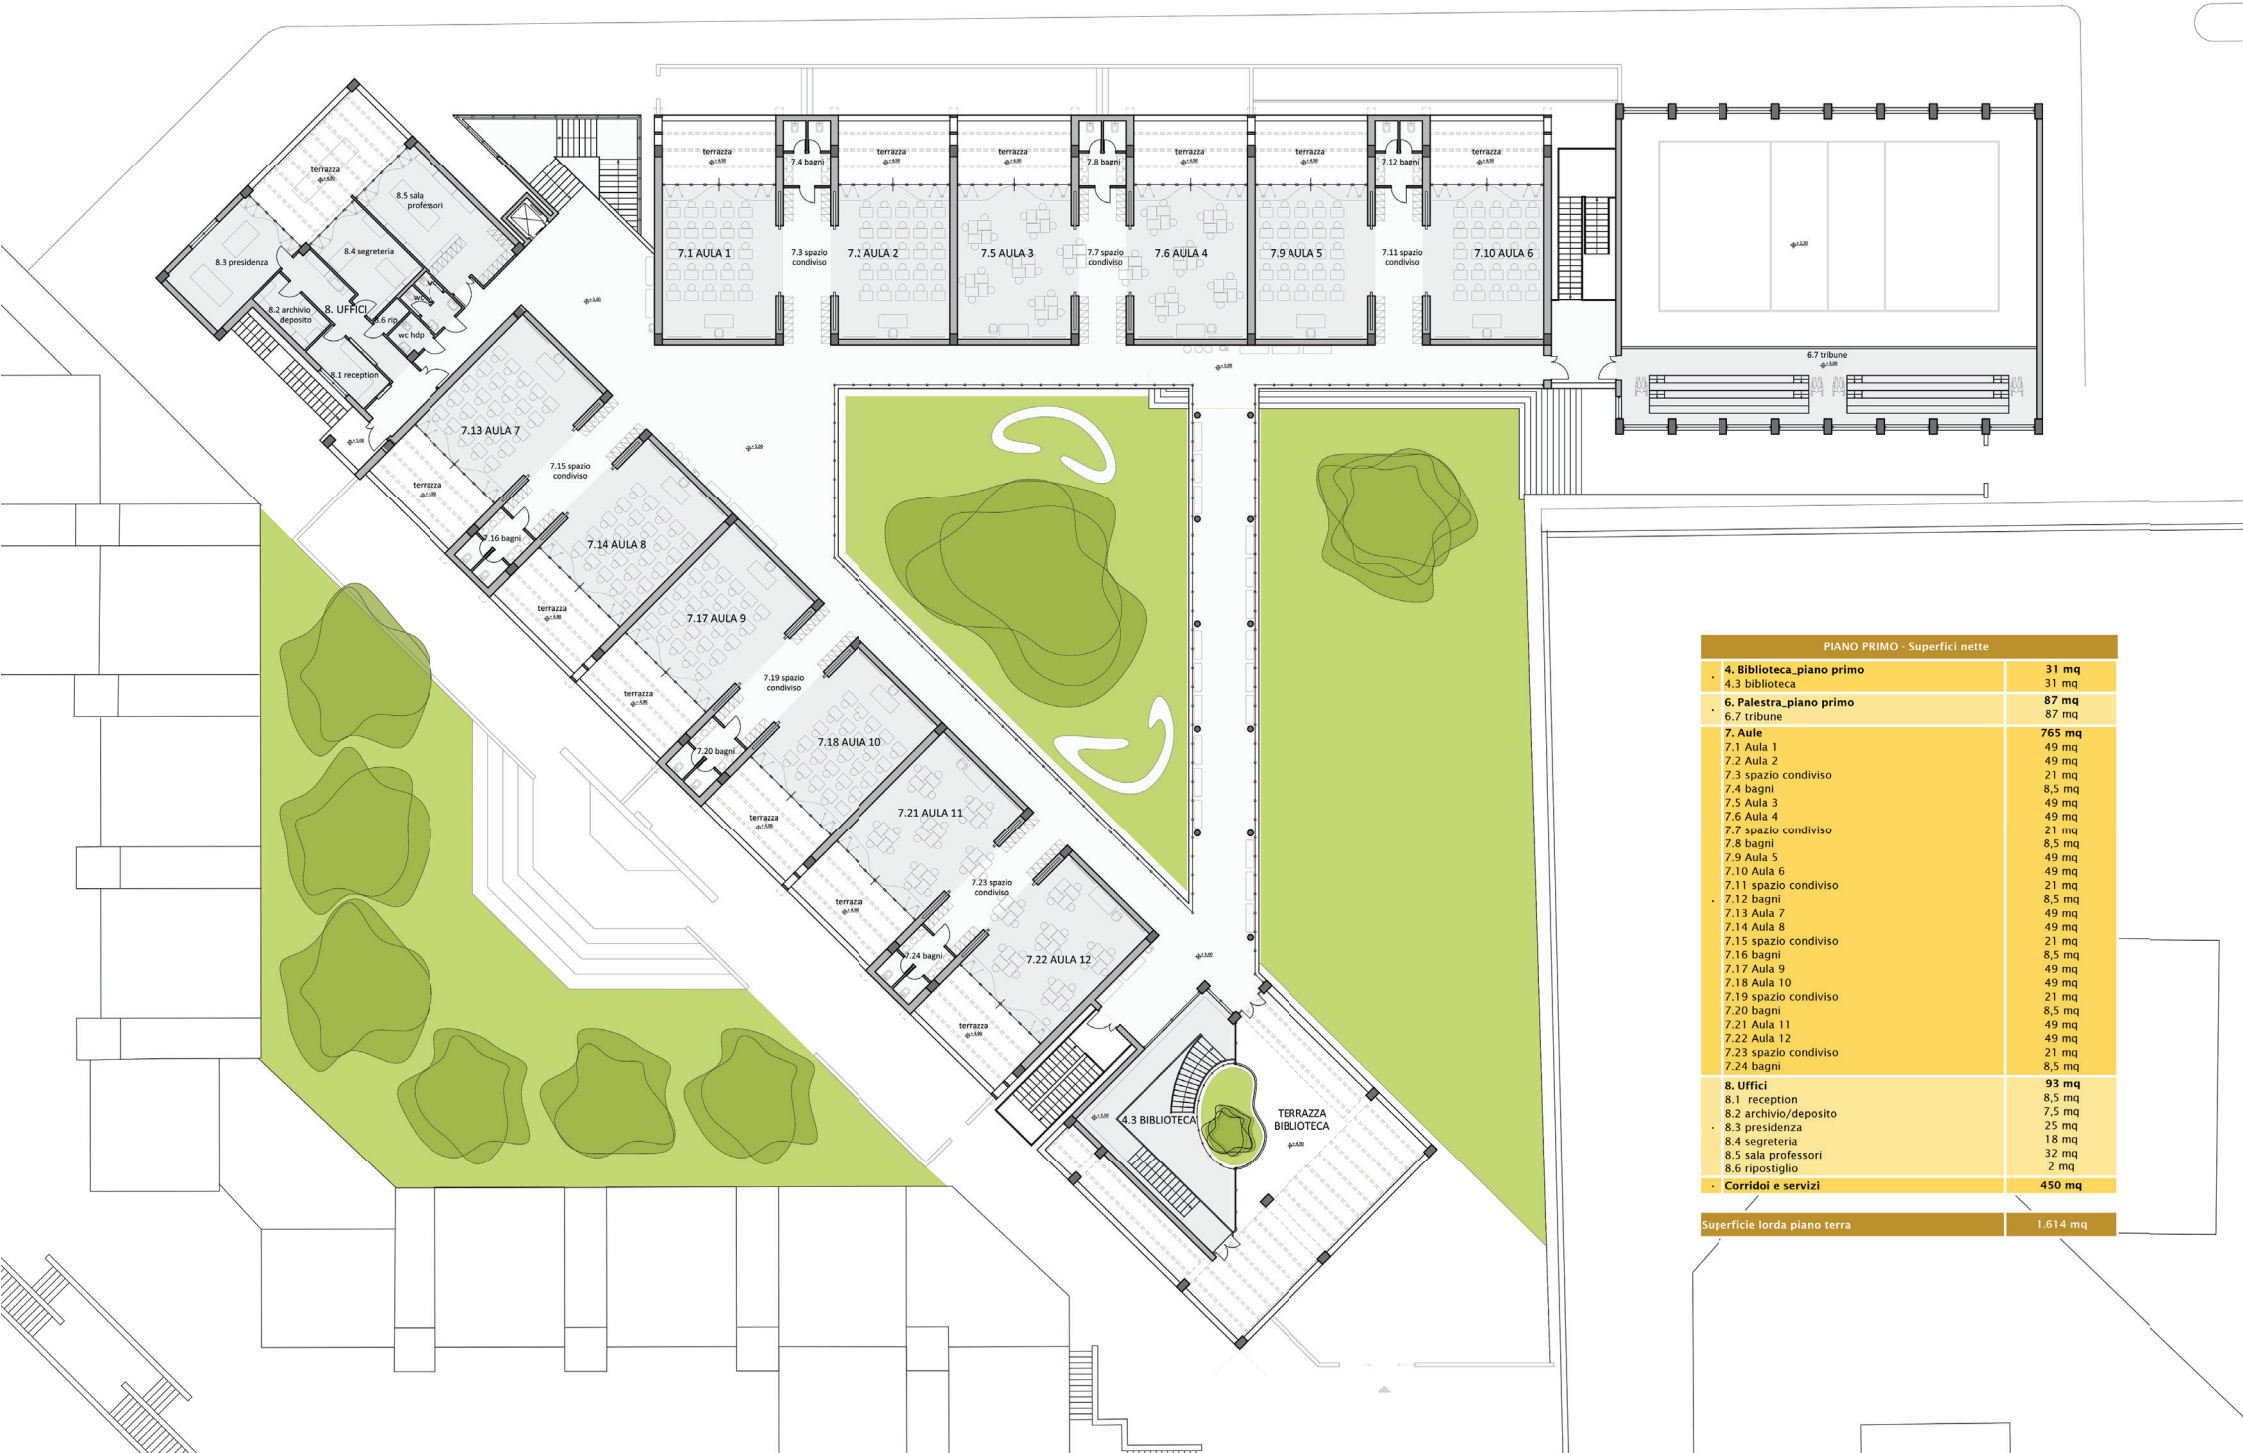 terrazza
8.5 sala
professori
8.4 segreteria
8.3 presidenza
8.2 archivio
deposito
8. UFFICI
wc
wc hdp
8.1 reception
terrazza
7.4 bagni
terrazza
terrazza
7.8 bagni
terrazza
terrazza
7.12 bagni
terrazza
7.1 AULA 1
7.3 spazio
condiviso
AULA 2
7.5 AULA 3
7.7 spazio
condiviso
7.6 AULA 4
7.9 AULA 5
7.11 spazio
condiviso
7.10 AULA 6
6.7 tribune
7.13 AULA 7
7.15 spazio
condiviso
terrazza
7.16 bagni
7.14 AULA 8
terrazza
7.17 AULA 9
7.19 spazio
condiviso
terrazza
7.20 bagni
7.18 AULA 10
terrazza
7.21 AULA 11
7.23 spazio
condiviso
terrazza
7.24 bagni
7.22 AULA 12
terrazza
4.3 BIBLIOTECA
TERRAZZA
BIBLIOTECA
PIANO PRIMO - Superfici nette
4. Biblioteca_piano primo 31 mq
4.3 biblioteca 31 mq
6. Palestra_piano primo 87 mq
6.7 tribune 87 mq
7. Aule 765 mq
7.1 Aula 1 49 mq
7.2 Aula 2 49 mq
7.3 spazio condiviso 21 mq
7.4 bagni 8,5 mq
7.5 Aula 3 49 mq
7.6 Aula 4 49 mq
7.7 spazio condiviso 21 mq
7.8 bagni 8,5 mq
7.9 Aula 5 49 mq
7.10 Aula 6 49 mq
7.11 spazio condiviso 21 mq
7.12 bagni 8,5 mq
7.13 Aula 7 49 mq
7.14 Aula 8 49 mq
7.15 spazio condiviso 21 mq
7.16 bagni 8,5 mq
7.17 Aula 9 49 mq
7.18 Aula 10 49 mq
7.19 spazio condiviso 21 mq
7.20 bagni 8,5 mq
7.21 Aula 11 49 mq
7.22 Aula 12 49 mq
7.23 spazio condiviso 21 mq
7.24 bagni 8,5 mq
8. Uffici 93 mq
8.1 reception 8,5 mq
8.2 archivio/deposito 7,5 mq
8.3 presidenza 25 mq
8.4 segreteria 18 mq
8.5 sala professori 32 mq
8.6 ripostiglio 2 mq
Corridoi e servizi 450 mq
Superficie lorda piano terra 1.614 mq